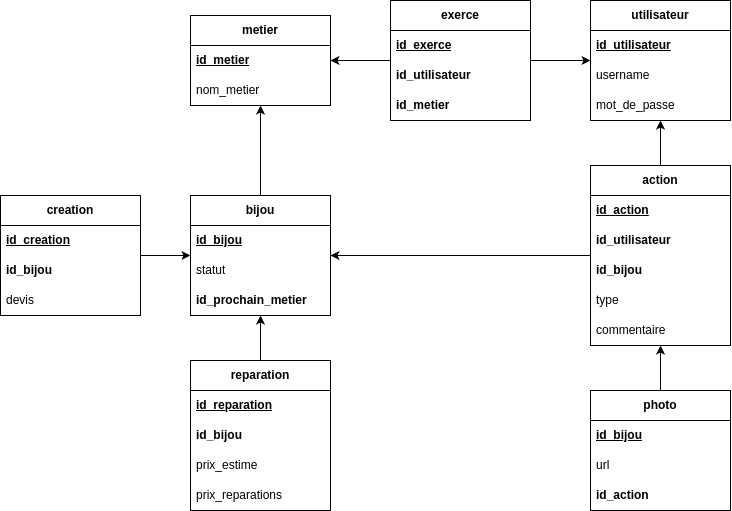 metier
id_metier
nom_metier
exerce
id_exerce
id_utilisateur
id_metier
utilisateur
id_utilisateur
username
mot_de_passe
creation
id_creation
id_bijou
devis
bijou
id_bijou
statut
id_prochain_metier
action
id_action
id_utilisateur
id_bijou
type
commentaire
reparation
id_reparation
id_bijou
prix_estime
prix_reparations
photo
id_bijou
url
id_action